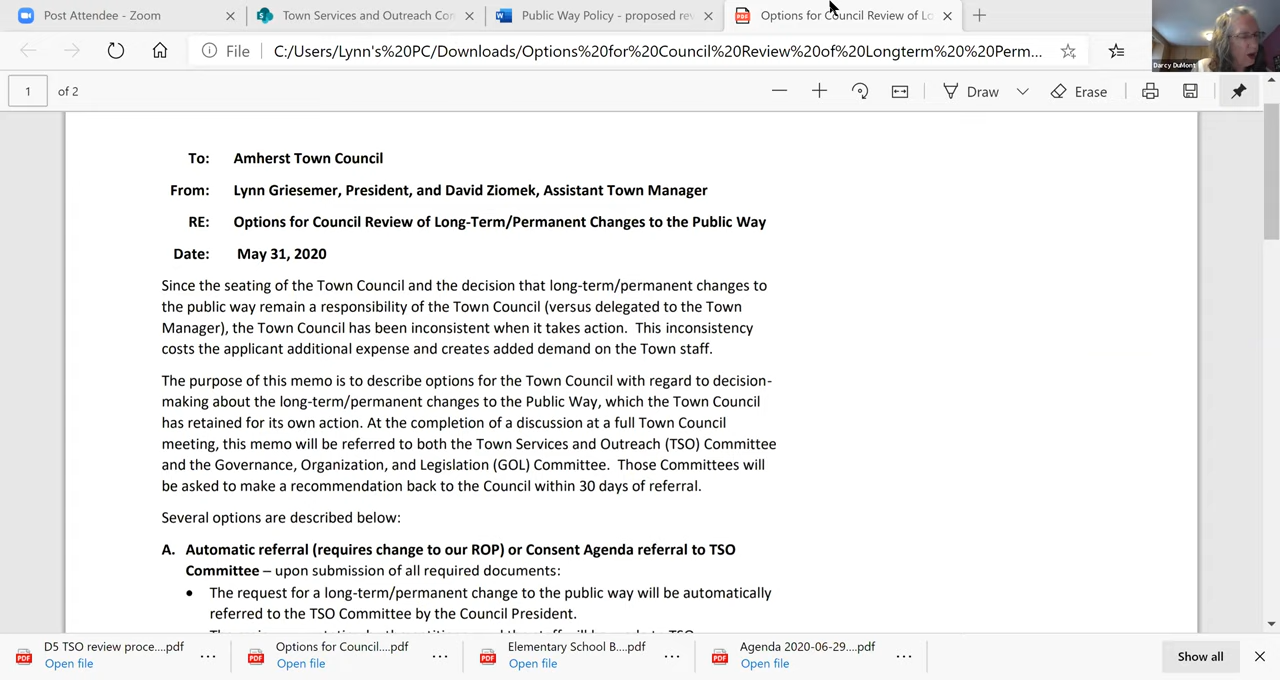 Post Attendee - Zoom
Town Services and Outreach Con
Public Way Policy - proposed rev
Options for Council Review of Lo
File
C:/Users/Lynn's%20PC/Downloads/Options%20for%20Council%20Review%20of%20Longterm%20%20Perm...
Darcy DuMont
1 of 2
Draw
Erase
To: Amherst Town Council
From: Lynn Griesemer, President, and David Ziomek, Assistant Town Manager
RE: Options for Council Review of Long-Term/Permanent Changes to the Public Way
Date: May 31, 2020
Since the seating of the Town Council and the decision that long-term/permanent changes to
the public way remain a responsibility of the Town Council (versus delegated to the Town
Manager), the Town Council has been inconsistent when it takes action. This inconsistency
costs the applicant additional expense and creates added demand on the Town staff.
The purpose of this memo is to describe options for the Town Council with regard to decision-
making about the long-term/permanent changes to the Public Way, which the Town Council
has retained for its own action. At the completion of a discussion at a full Town Council
meeting, this memo will be referred to both the Town Services and Outreach (TSO) Committee
and the Governance, Organization, and Legislation (GOL) Committee. Those Committees will
be asked to make a recommendation back to the Council within 30 days of referral.
Several options are described below:
A. Automatic referral (requires change to our ROP) or Consent Agenda referral to TSO
Committee – upon submission of all required documents:
• The request for a long-term/permanent change to the public way will be automatically
referred to the TSO Committee by the Council President.
D5 TSO review proce....pdf
Open file
Options for Council....pdf
Open file
Elementary School B....pdf
Open file
Agenda 2020-06-29....pdf
Open file
Show all